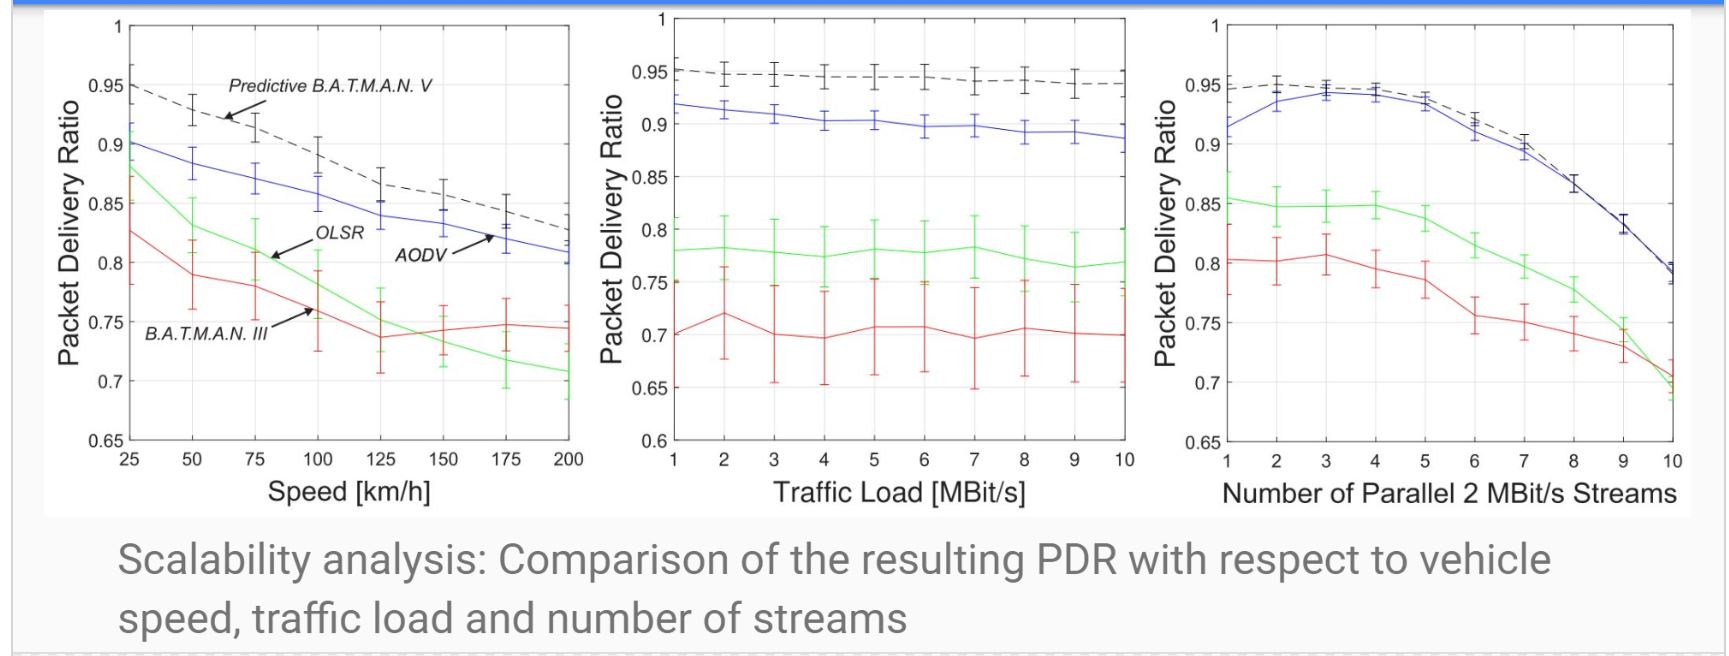 1
0.95
0.9
0.85
0.8
0.75
0.7
0.65
Packet Delivery Ratio
Predictive B.A.T.M.A.N. V
OLSR
AODV
B.A.T.M.A.N. III
25 50 75 100 125 150 175 200
Speed [km/h]
1
0.95
0.9
0.85
0.8
0.75
0.7
0.65
0.6
Packet Delivery Ratio
1 2 3 4 5 6 7 8 9 10
Traffic Load [MBit/s]
1
0.95
0.9
0.85
0.8
0.75
0.7
0.65
Packet Delivery Ratio
1 2 3 4 5 6 7 8 9 10
Number of Parallel 2 MBit/s Streams
Scalability analysis: Comparison of the resulting PDR with respect to vehicle
speed, traffic load and number of streams